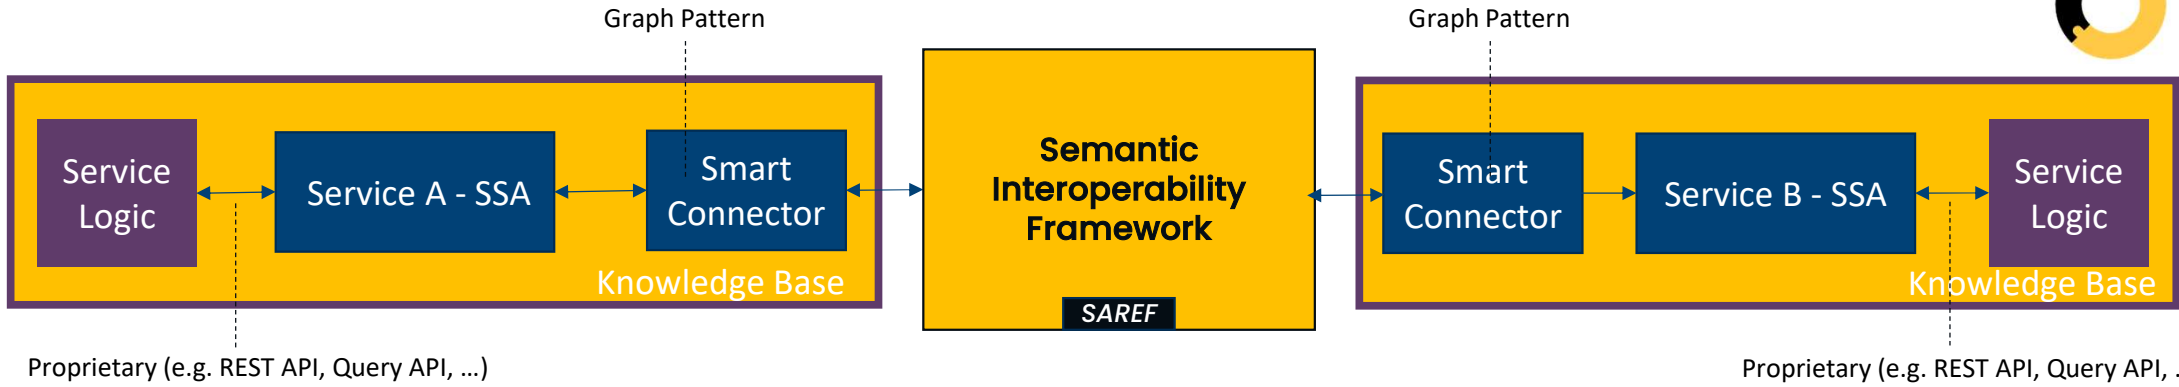 Graph Pattern
Graph Pattern
Service
Logic
Service A - SSA
Smart
Connector
Knowledge Base
Semantic
Interoperability
Framework
SAREF
Smart
Connector
Service B - SSA
Service
Logic
Knowledge Base
Proprietary (e.g. REST API, Query API, ...)
Proprietary (e.g. REST API, Query API, .